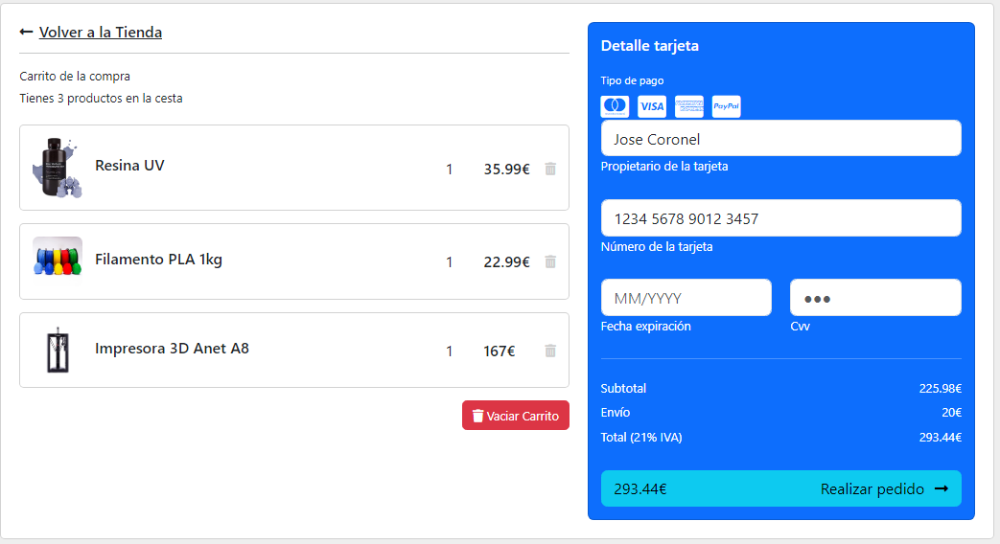 Volver a la Tienda
Carrito de la compra
Tienes 3 productos en la cesta
Resina UV 1 35.99€
Filamento PLA 1kg 1 22.99€
Impresora 3D Anet A8 1 167€
Vaciar Carrito
Detalle tarjeta
Tipo de pago
VISA PayPal
Jose Coronel
Propietario de la tarjeta
1234 5678 9012 3457
Número de la tarjeta
MM/YYYY ●●●
Fecha expiración Cvv
Subtotal 225.98€
Envío 20€
Total (21% IVA) 293.44€
293.44€ Realizar pedido